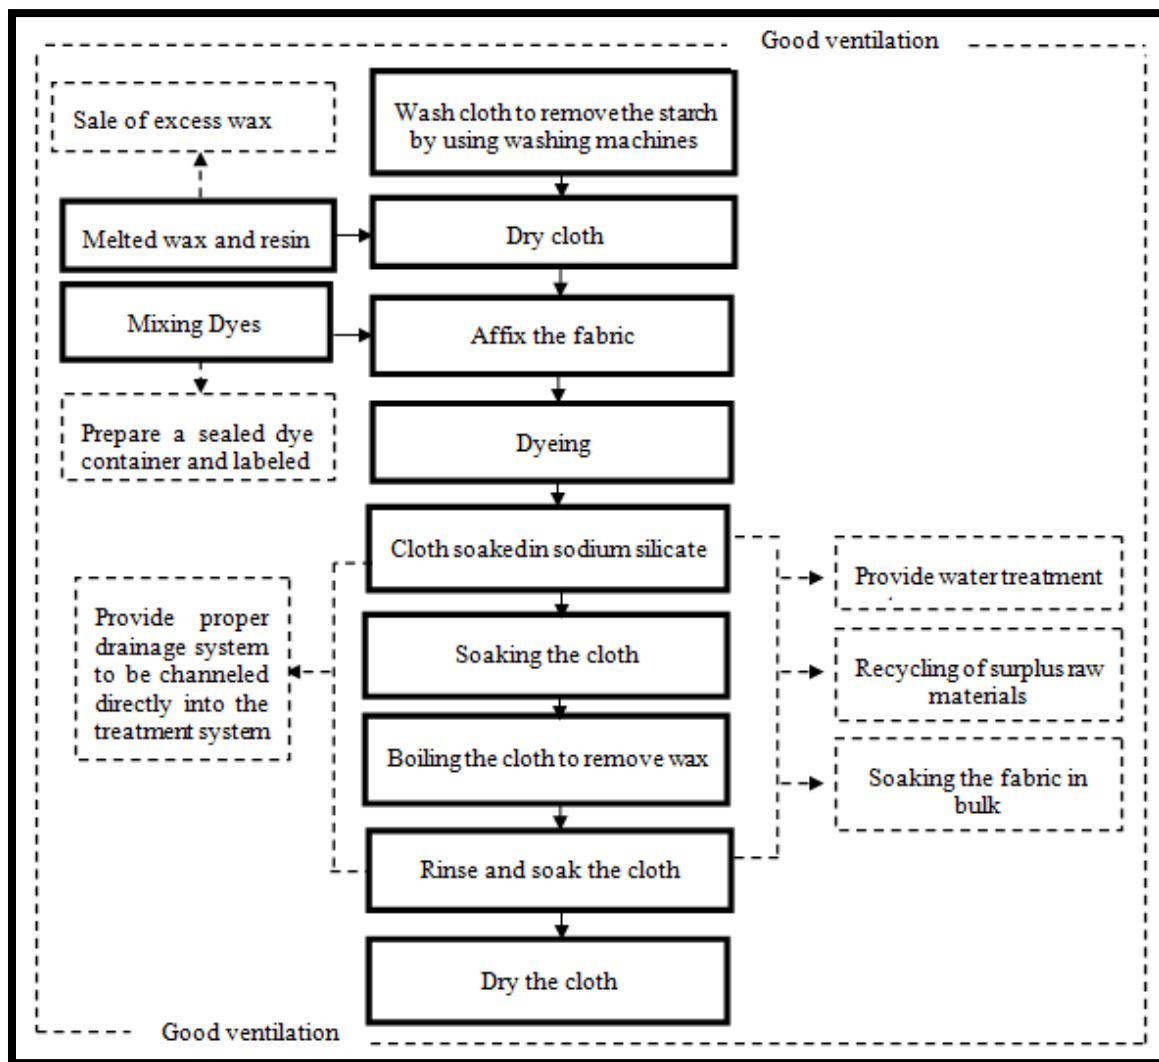 Good ventilation
Sale of excess wax
Wash cloth to remove the starch
by using washing machines
Melted wax and resin
Dry cloth
Mixing Dyes
Affix the fabric
Prepare a sealed dye
container and labeled
Dyeing
Cloth soaked in sodium silicate
Provide water treatment
Provide proper
drainage system
to be channeled
directly into the
treatment system
Soaking the cloth
Recycling of surplus raw
materials
Boiling the cloth to remove wax
Soaking the fabric in
bulk
Rinse and soak the cloth
Dry the cloth
Good ventilation